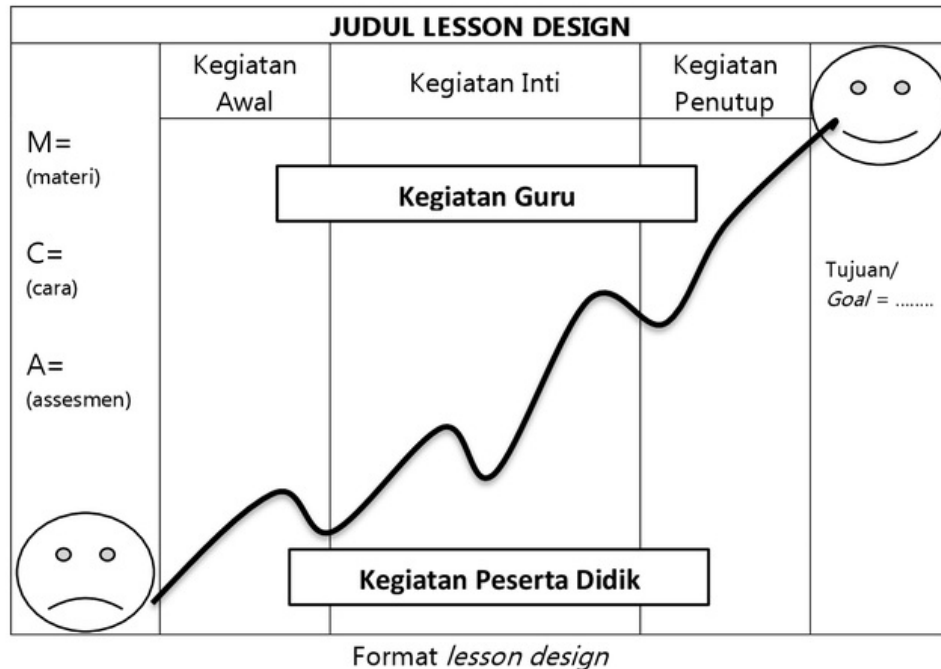 JUDUL LESSON DESIGN
Kegiatan
Awal
Kegiatan Inti
Kegiatan
Penutup
M=
(materi)
C=
(cara)
A=
(assesmen)
Kegiatan Guru
Tujuan/
Goal = ........
Kegiatan Peserta Didik
Format lesson design